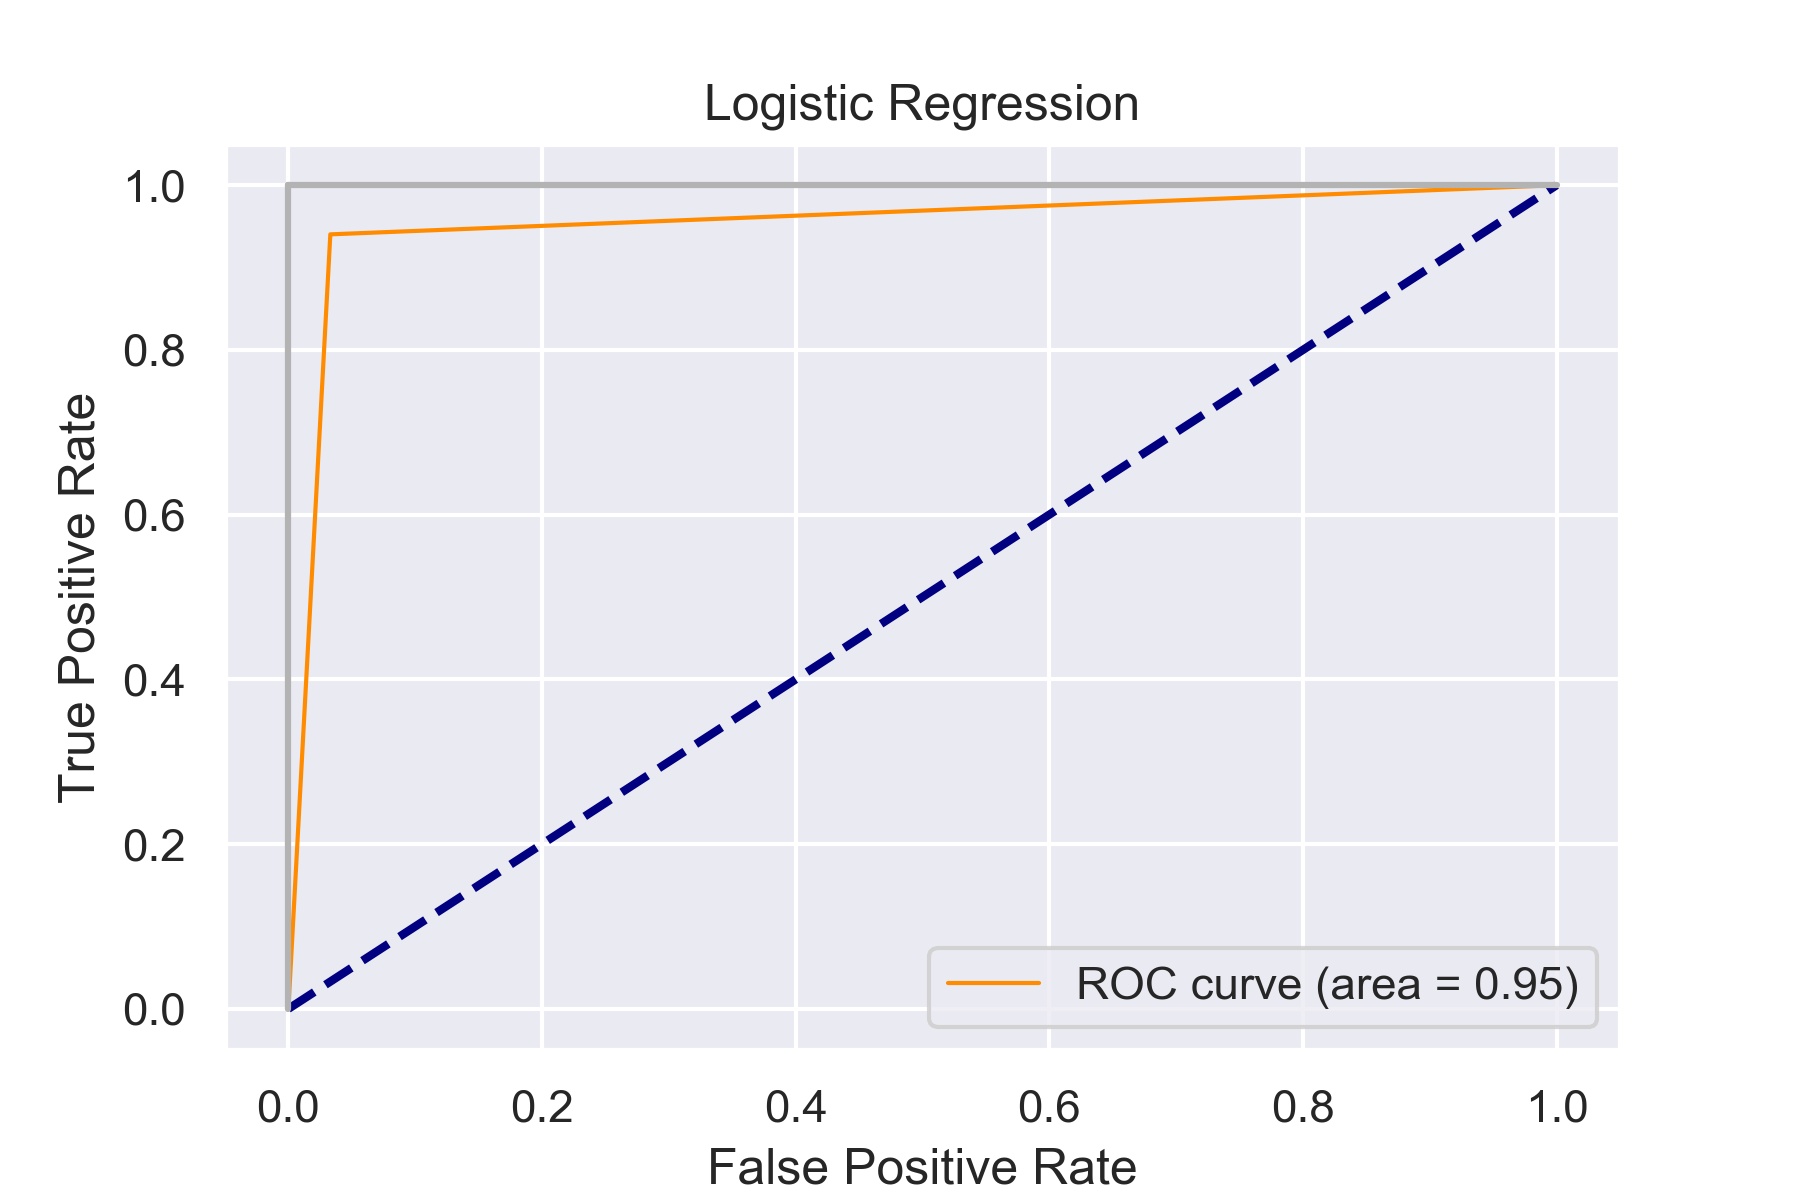 Logistic Regression
True Positive Rate
1.0
0.8
0.6
0.4
0.2
0.0
ROC curve (area = 0.95)
0.0 0.2 0.4 0.6 0.8 1.0
False Positive Rate